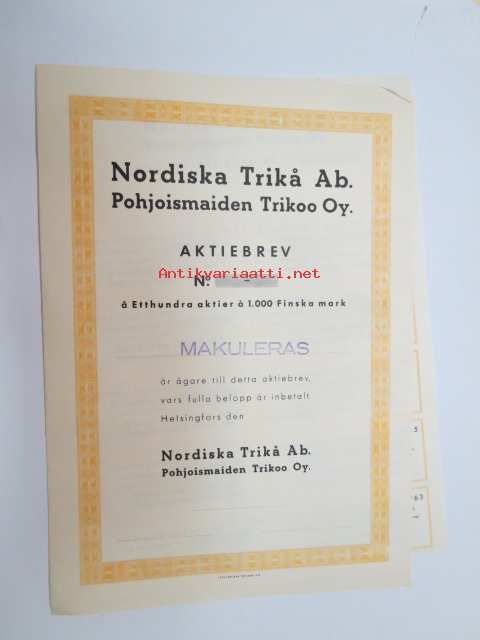 Nordiska Trikå Ab.
Pohjoismaiden Trikoo Oy.
AKTIEBREV
Antikvariaatti.net
No
å Etthundra aktier à 1.000 Finska mark
MAKULERAS
är ägare till detta aktiebrev,
vars fulla belopp är inbetalt.
Helsingfors den
Nordiska Trikå Ab.
Pohjoismaiden Trikoo Oy.